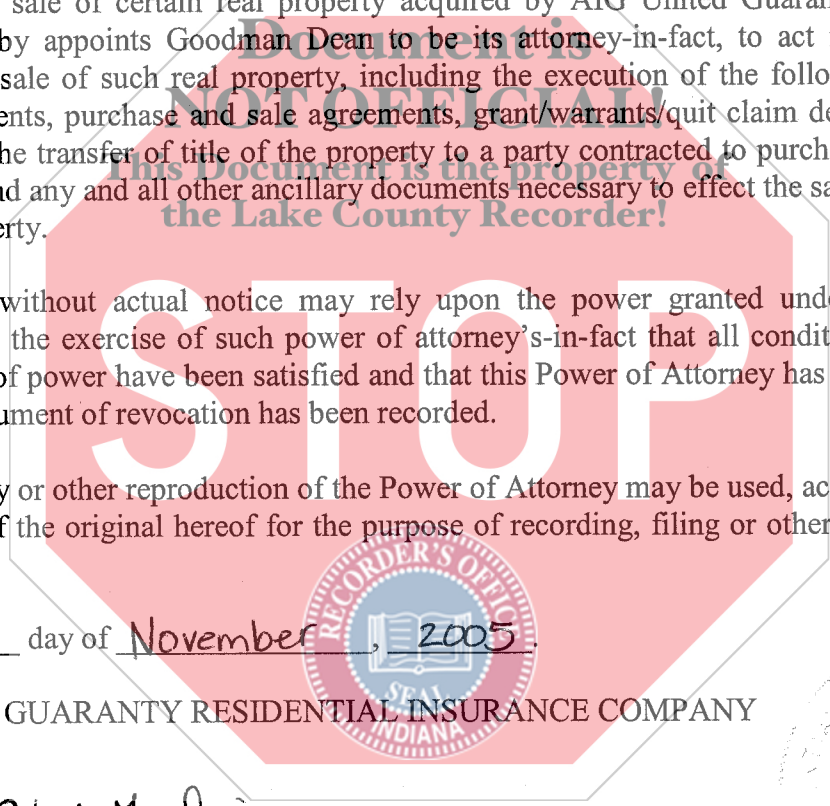 sale of certain real property acquired by AIG United Guaran
by appoints Goodman Dean to be its attorney-in-fact, to act
Document is
sale of such real property, including the execution of the follo
NOT OFFICIAL!
ents, purchase and sale agreements, grant/warrants/quit claim de
he transfer of title of the property to a party contracted to purch
This Document is the property of
nd any and all other ancillary documents necessary to effect the sa
the Lake County Recorder!
erty.
without actual notice may rely upon the power granted unde
the exercise of such power of attorney's-in-fact that all condit
of power have been satisfied and that this Power of Attorney has
ument of revocation has been recorded.
STOP
y or other reproduction of the Power of Attorney may be used, ac
f the original hereof for the purpose of recording, filing or other
RECORDER'S OFFICE
day of November, 2005.
SEAL
INDIANA
GUARANTY RESIDENTIAL INSURANCE COMPANY